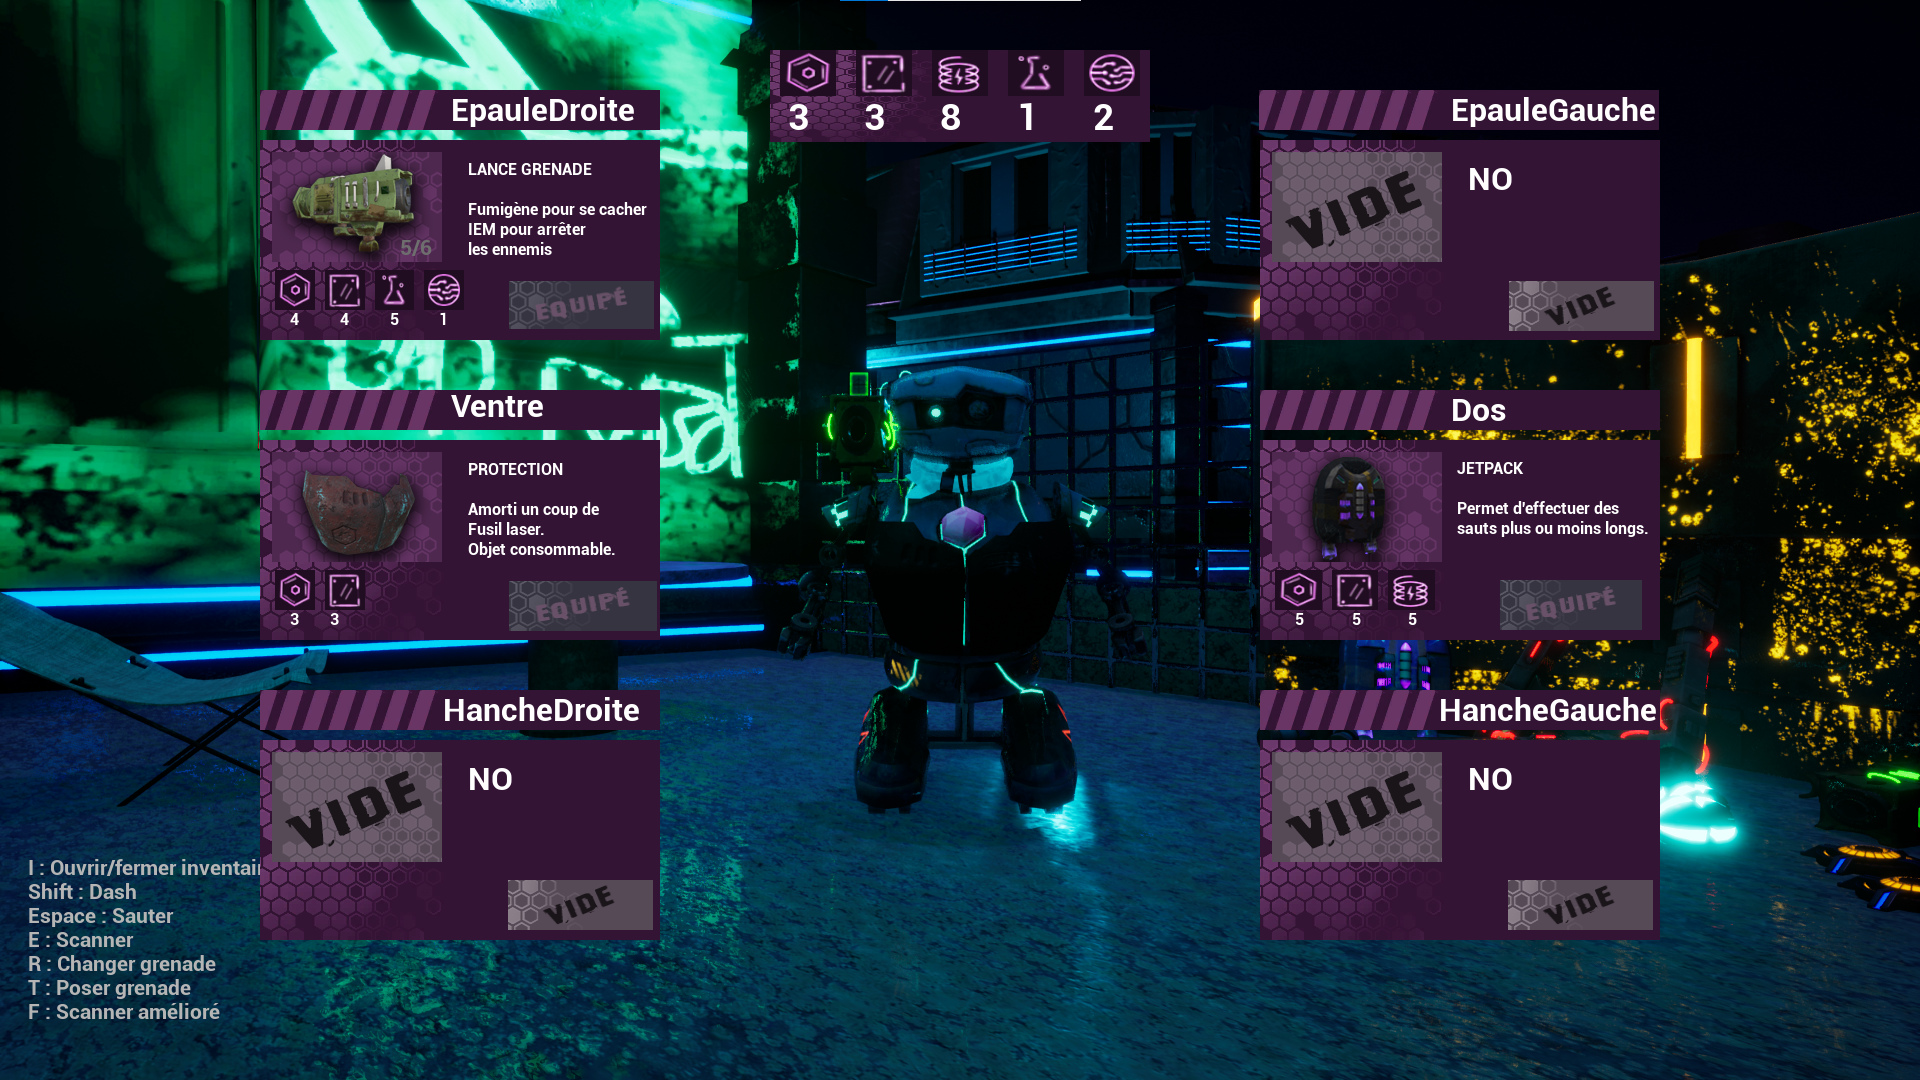 3 3 8 1 2
EpauleDroite
LANCE GRENADE
Fumigène pour se cacher
IEM pour arrêter
les ennemis
5/6
4 4 5 1
EQUIPÉ
Ventre
PROTECTION
Amorti un coup de
Fusil laser.
Objet consommable.
3 3
EQUIPÉ
HancheDroite
VIDE
NO
VIDE
EpauleGauche
VIDE
NO
VIDE
Dos
JETPACK
Permet d'effectuer des
sauts plus ou moins longs.
5 5 5
EQUIPÉ
HancheGauche
VIDE
NO
VIDE
I : Ouvrir/fermer inventai
Shift : Dash
Espace : Sauter
E : Scanner
R : Changer grenade
T : Poser grenade
F : Scanner amélioré